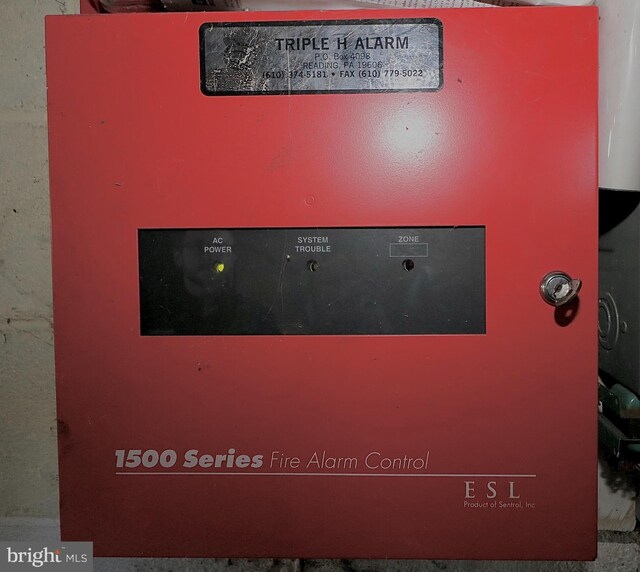 TRIPLE H ALARM
P.O. Box 4098
READING, PA 19606
(610) 374-5181 • FAX (610) 779-5022
AC
POWER
SYSTEM
TROUBLE
ZONE
1500 Series Fire Alarm Control
ESL
Product of Sentrol, Inc
bright MLS